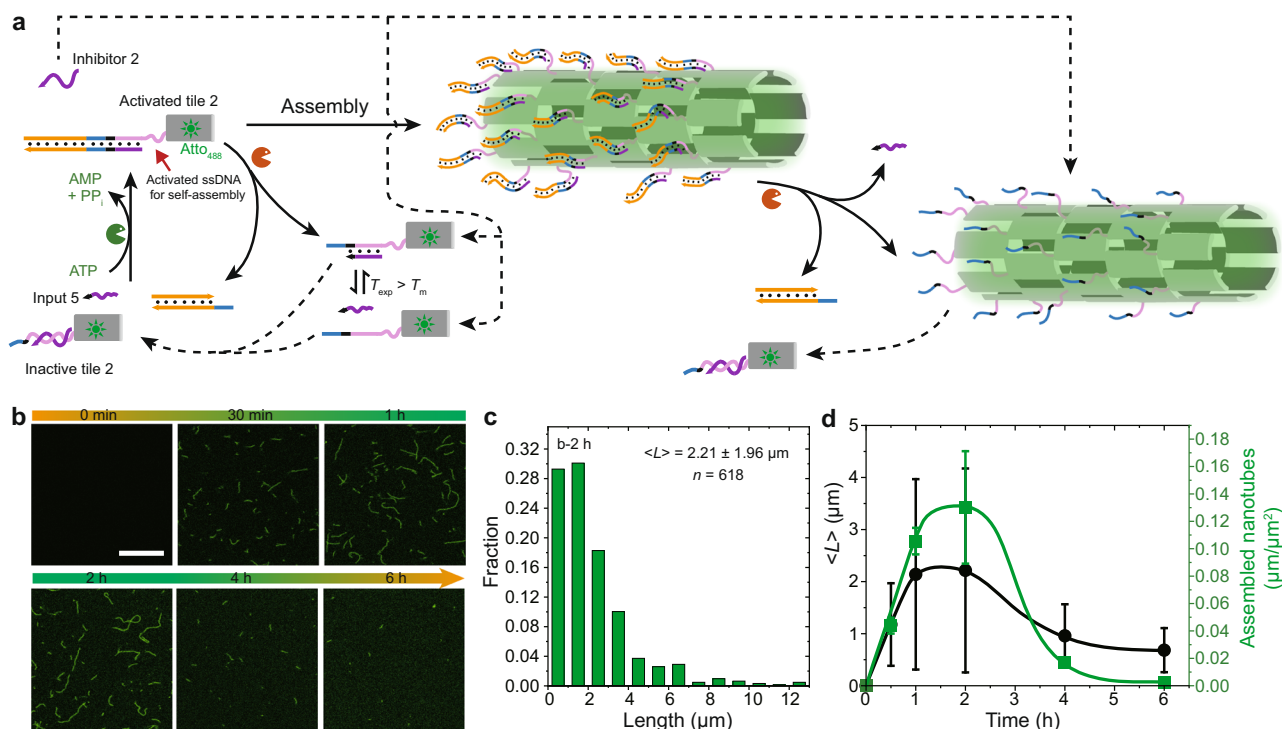 a
Inhibitor 2
Activated tile 2
Atto488
Assembly
Activated ssDNA
for self-assembly
AMP
+ PPi
ATP
Input 5
Inactive tile 2
Texp > Tm
b
0 min
30 min
1 h
2 h
4 h
6 h
c
b-2 h
<L> = 2.21 ± 1.96 µm
n = 618
Fraction
0.32
0.28
0.24
0.20
0.16
0.12
0.08
0.04
0.00
0 2 4 6 8 10 12
Length (µm)
d
<L> (µm)
5
4
3
2
1
0
0 1 2 3 4 5 6
Time (h)
0.18
0.16
0.14
0.12
0.10
0.08
0.06
0.04
0.02
0.00
Assembled nanotubes
(µm/µm²)